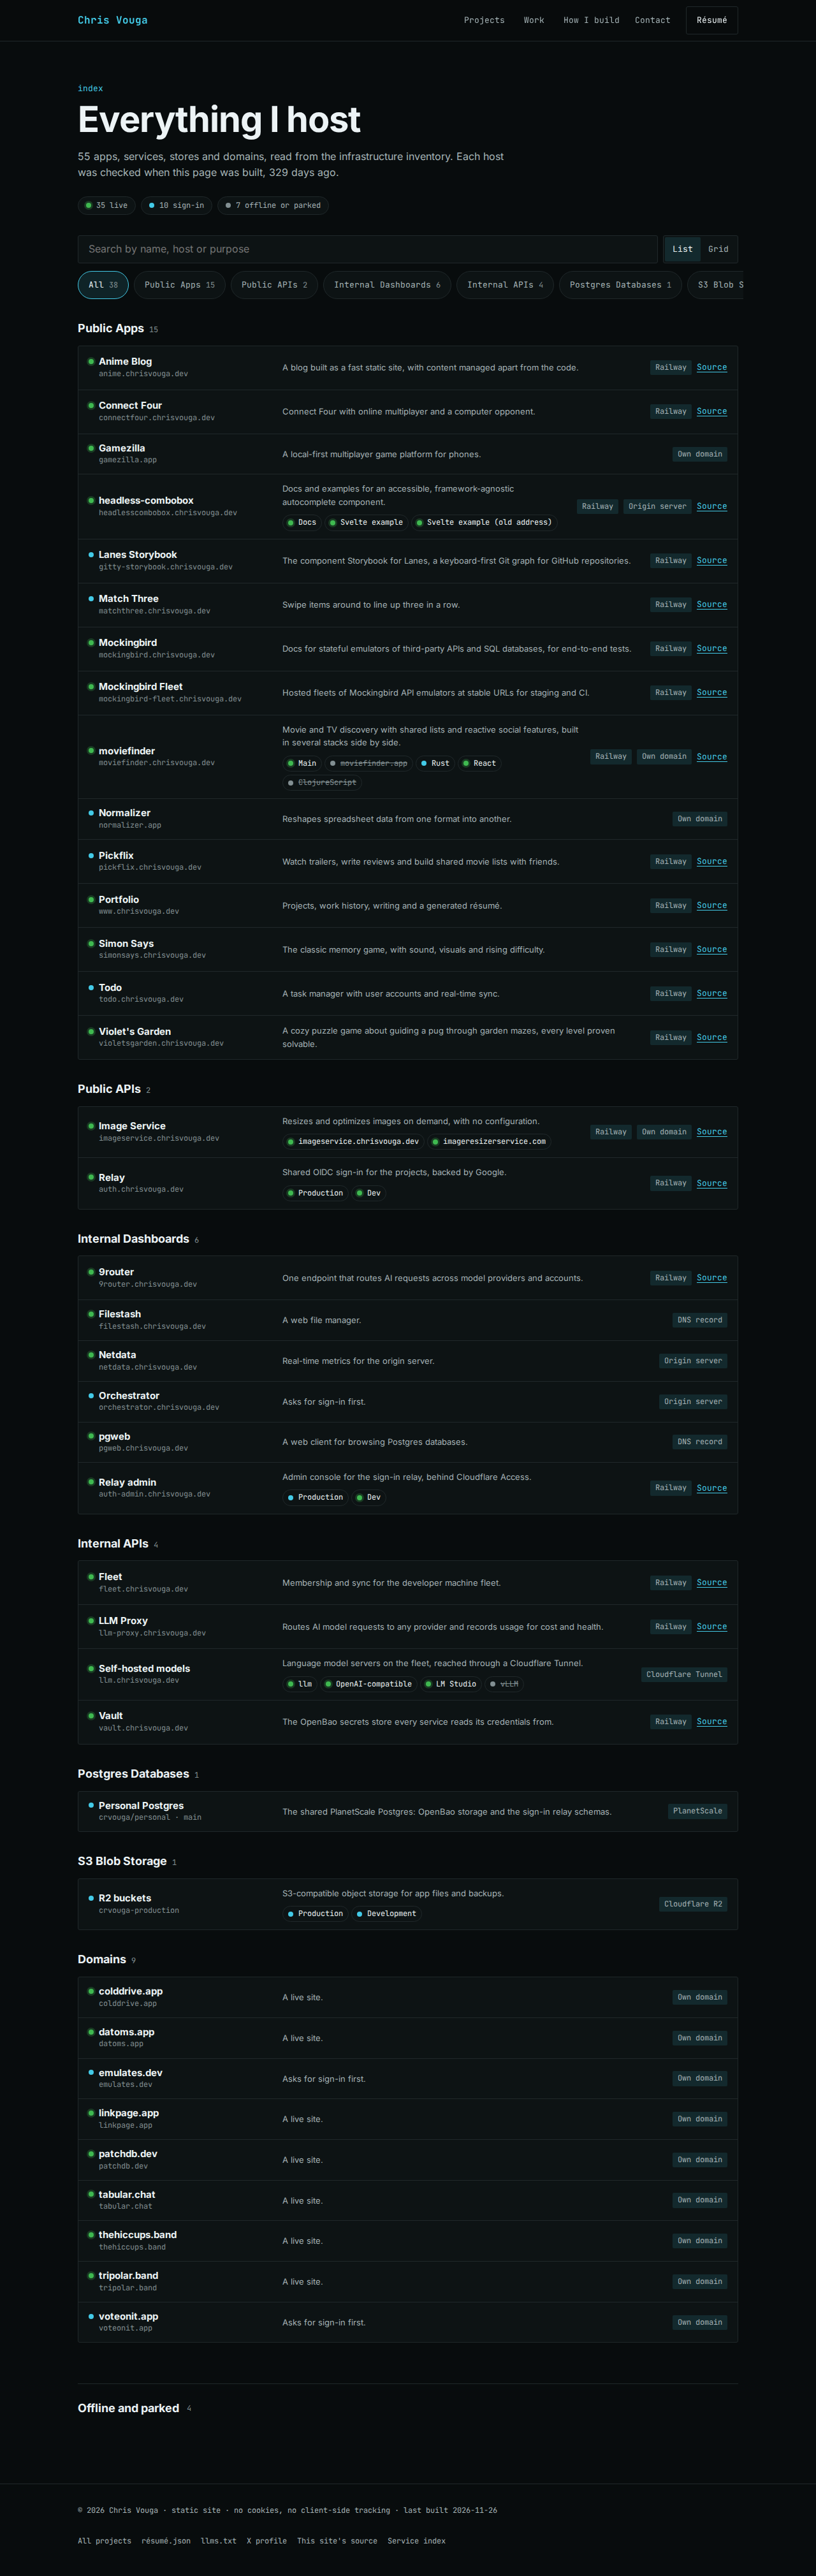 Chris Vouga
Projects Work How I build Contact Résumé
index
Everything I host
55 apps, services, stores and domains, read from the infrastructure inventory. Each host
was checked when this page was built, 329 days ago.
35 live 10 sign-in 7 offline or parked
Search by name, host or purpose
List Grid
All 38 Public Apps 15 Public APIs 2 Internal Dashboards 6 Internal APIs 4 Postgres Databases 1 S3 Blob S
Public Apps 15
Anime Blog
anime.chrisvouga.dev
A blog built as a fast static site, with content managed apart from the code.
Railway Source
Connect Four
connectfour.chrisvouga.dev
Connect Four with online multiplayer and a computer opponent.
Railway Source
Gamezilla
gamezilla.app
A local-first multiplayer game platform for phones.
Own domain
headless-combobox
headlesscombobox.chrisvouga.dev
Docs and examples for an accessible, framework-agnostic
autocomplete component.
Docs Svelte example Svelte example (old address)
Railway Origin server Source
Lanes Storybook
gitty-storybook.chrisvouga.dev
The component Storybook for Lanes, a keyboard-first Git graph for GitHub repositories.
Railway Source
Match Three
matchthree.chrisvouga.dev
Swipe items around to line up three in a row.
Railway Source
Mockingbird
mockingbird.chrisvouga.dev
Docs for stateful emulators of third-party APIs and SQL databases, for end-to-end tests.
Railway Source
Mockingbird Fleet
mockingbird-fleet.chrisvouga.dev
Hosted fleets of Mockingbird API emulators at stable URLs for staging and CI.
Railway Source
moviefinder
moviefinder.chrisvouga.dev
Movie and TV discovery with shared lists and reactive social features, built
in several stacks side by side.
Main moviefinder.app Rust React
ClojureScript
Railway Own domain Source
Normalizer
normalizer.app
Reshapes spreadsheet data from one format into another.
Own domain
Pickflix
pickflix.chrisvouga.dev
Watch trailers, write reviews and build shared movie lists with friends.
Railway Source
Portfolio
www.chrisvouga.dev
Projects, work history, writing and a generated résumé.
Railway Source
Simon Says
simonsays.chrisvouga.dev
The classic memory game, with sound, visuals and rising difficulty.
Railway Source
Todo
todo.chrisvouga.dev
A task manager with user accounts and real-time sync.
Railway Source
Violet's Garden
violetsgarden.chrisvouga.dev
A cozy puzzle game about guiding a pug through garden mazes, every level proven
solvable.
Railway Source
Public APIs 2
Image Service
imageservice.chrisvouga.dev
Resizes and optimizes images on demand, with no configuration.
imageservice.chrisvouga.dev imageresizerservice.com
Railway Own domain Source
Relay
auth.chrisvouga.dev
Shared OIDC sign-in for the projects, backed by Google.
Production Dev
Railway Source
Internal Dashboards 6
9router
9router.chrisvouga.dev
One endpoint that routes AI requests across model providers and accounts.
Railway Source
Filestash
filestash.chrisvouga.dev
A web file manager.
DNS record
Netdata
netdata.chrisvouga.dev
Real-time metrics for the origin server.
Origin server
Orchestrator
orchestrator.chrisvouga.dev
Asks for sign-in first.
Origin server
pgweb
pgweb.chrisvouga.dev
A web client for browsing Postgres databases.
DNS record
Relay admin
auth-admin.chrisvouga.dev
Admin console for the sign-in relay, behind Cloudflare Access.
Production Dev
Railway Source
Internal APIs 4
Fleet
fleet.chrisvouga.dev
Membership and sync for the developer machine fleet.
Railway Source
LLM Proxy
llm-proxy.chrisvouga.dev
Routes AI model requests to any provider and records usage for cost and health.
Railway Source
Self-hosted models
llm.chrisvouga.dev
Language model servers on the fleet, reached through a Cloudflare Tunnel.
llm OpenAI-compatible LM Studio vLLM
Cloudflare Tunnel
Vault
vault.chrisvouga.dev
The OpenBao secrets store every service reads its credentials from.
Railway Source
Postgres Databases 1
Personal Postgres
crvouga/personal · main
The shared PlanetScale Postgres: OpenBao storage and the sign-in relay schemas.
PlanetScale
S3 Blob Storage 1
R2 buckets
crvouga-production
S3-compatible object storage for app files and backups.
Production Development
Cloudflare R2
Domains 9
colddrive.app
colddrive.app
A live site.
Own domain
datoms.app
datoms.app
A live site.
Own domain
emulates.dev
emulates.dev
Asks for sign-in first.
Own domain
linkpage.app
linkpage.app
A live site.
Own domain
patchdb.dev
patchdb.dev
A live site.
Own domain
tabular.chat
tabular.chat
A live site.
Own domain
thehiccups.band
thehiccups.band
A live site.
Own domain
tripolar.band
tripolar.band
A live site.
Own domain
voteonit.app
voteonit.app
Asks for sign-in first.
Own domain
Offline and parked 4
© 2026 Chris Vouga · static site · no cookies, no client-side tracking · last built 2026-11-26
All projects résumé.json llms.txt X profile This site's source Service index